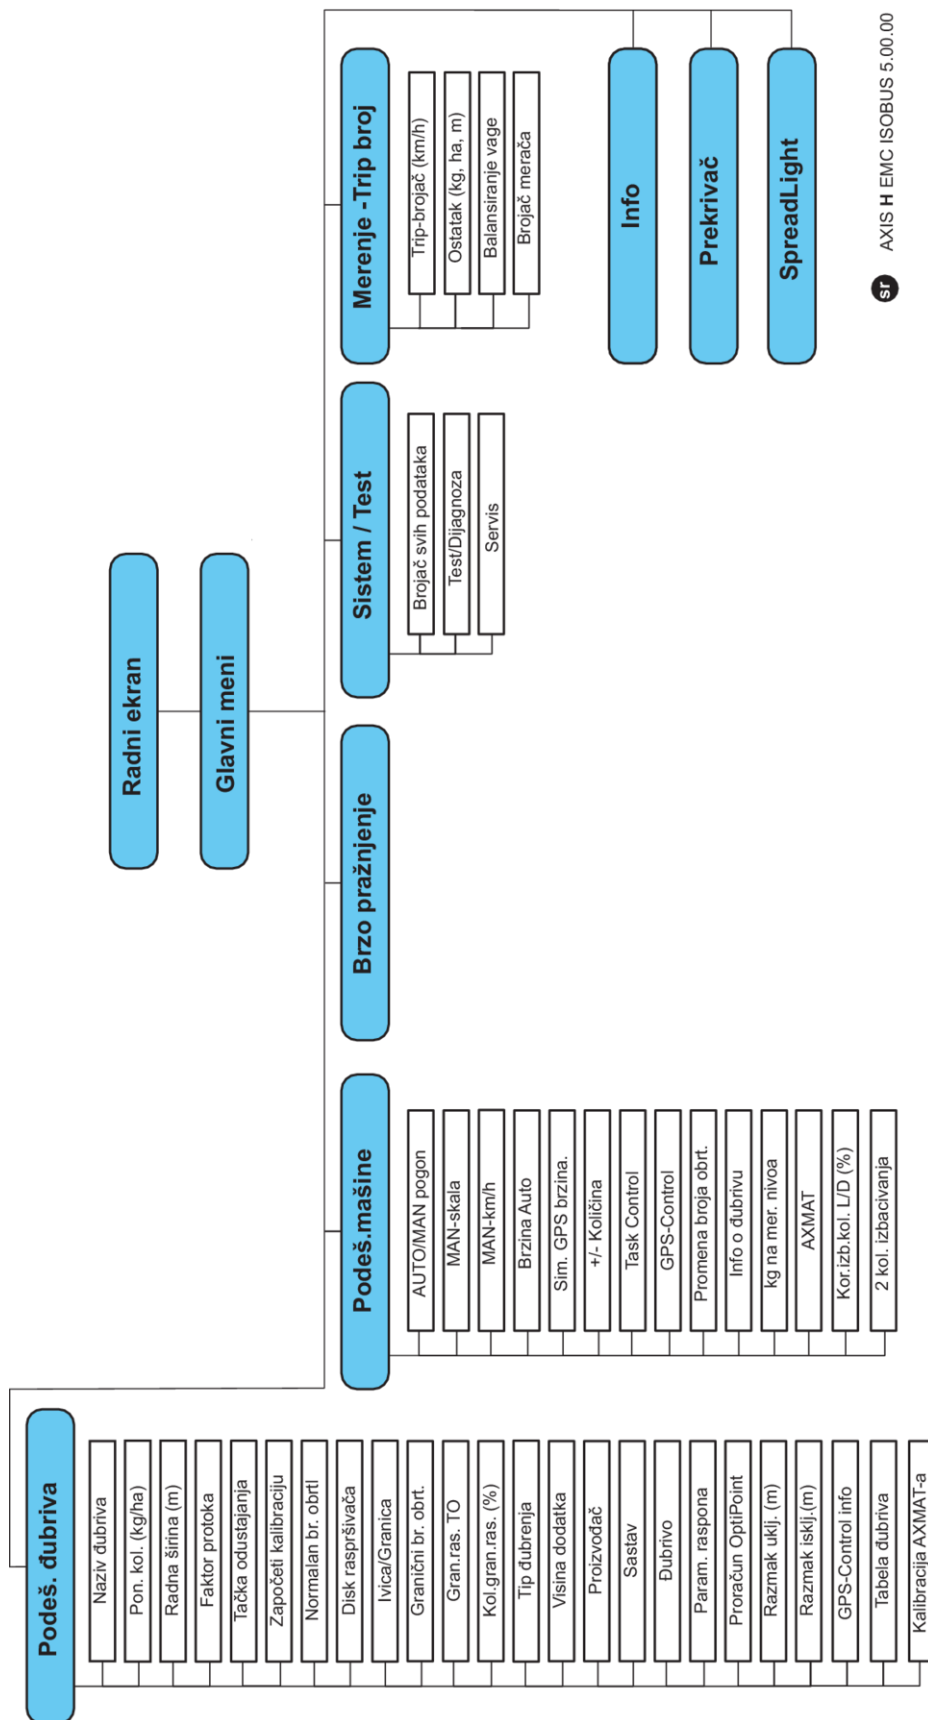 Radni ekran
Glavni meni
Podeš. đubriva
Naziv đubriva
Pon. kol. (kg/ha)
Radna širina (m)
Faktor protoka
Tačka odustajanja
Započeti kalibraciju
Normalan br. obrtI
Disk raspršivača
Ivica/Granica
Granični br. obrt.
Gran.ras. TO
Kol.gran.ras. (%)
Tip đubrenja
Visina dodatka
Proizvođač
Sastav
Đubrivo
Param. raspona
Proračun OptiPoint
Razmak uklj. (m)
Razmak isklj.(m)
GPS-Control info
Tabela đubriva
Kalibracija AXMAT-a
Podeš.mašine
AUTO/MAN pogon
MAN-skala
MAN-km/h
Brzina Auto
Sim. GPS brzina.
+/- Količina
Task Control
GPS-Control
Promena broja obrt.
Info o đubrivu
kg na mer. nivoa
AXMAT
Kor.izb.kol. L/D (%)
2 kol. izbacivanja
Brzo pražnjenje
Sistem / Test
Brojač svih podataka
Test/Dijagnoza
Servis
Merenje -Trip broj
Trip-brojač (km/h)
Ostatak (kg, ha, m)
Balansiranje vage
Brojač merača
Info
Prekrivač
SpreadLight
sr AXIS H EMC ISOBUS 5.00.00